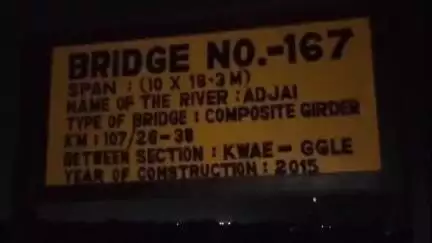 BRIDGE NO.-167
SPAN : (10 X 18·3 M)
NAME OF THE RIVER : ADJAI
TYPE OF BRIDGE : COMPOSITE GIRDER
KM : 107/26-38
BETWEEN SECTION : KWAE - GGLE
YEAR OF CONSTRUCTION : 2015